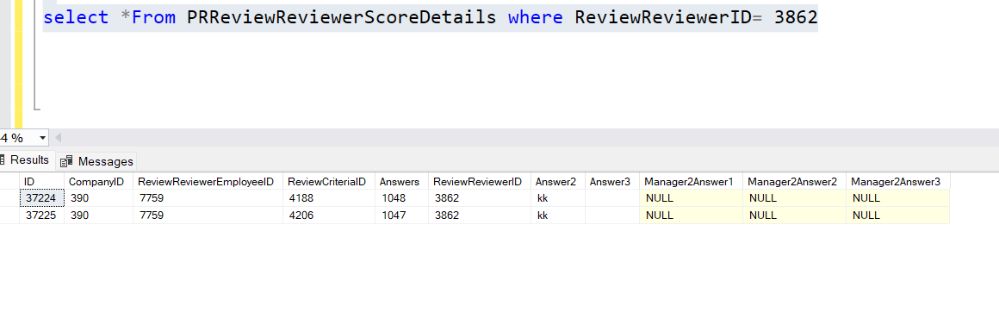 select *From PRReviewReviewerScoreDetails where ReviewReviewerID= 3862
4 %
Results Messages
ID CompanyID ReviewReviewerEmployeeID ReviewCriteriaID Answers ReviewReviewerID Answer2 Answer3 Manager2Answer1 Manager2Answer2 Manager2Answer3
37224 390 7759 4188 1048 3862 kk NULL NULL NULL
37225 390 7759 4206 1047 3862 kk NULL NULL NULL